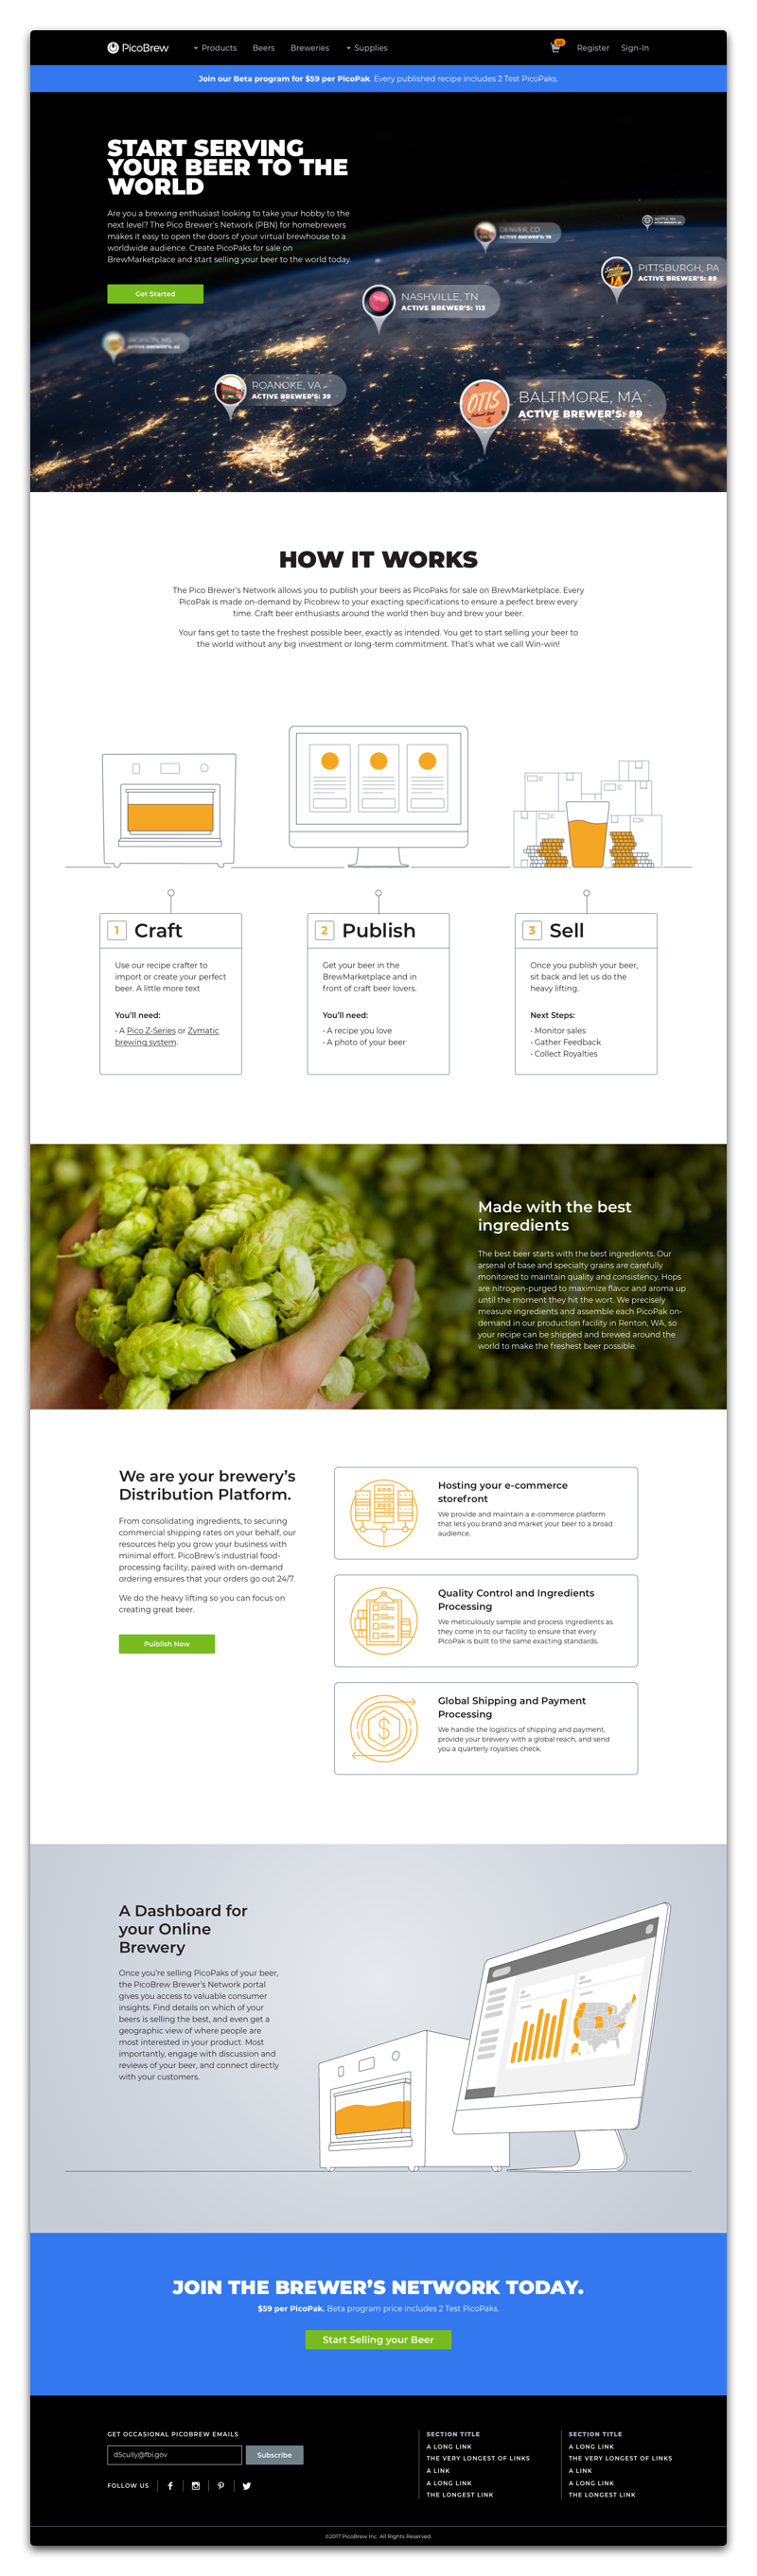 PicoBrew
Products
Beers
Breweries
Supplies
Register
Sign-In
Join our Beta program for $59 per PicoPak. Every published recipe includes 2 Test PicoPaks.
START SERVING
YOUR BEER TO THE
WORLD
Are you a brewing enthusiast looking to take your hobby to the
next level? The Pico Brewer's Network (PBN) for homebrewers
makes it easy to open the doors of your virtual brewhouse to a
worldwide audience. Create PicoPaks for sale on
BrewMarketplace and start selling your beer to the world today.
Get Started
DENVER, CO
PITTSBURGH, PA
ACTIVE BREWER'S: 89
NASHVILLE, TN
ACTIVE BREWER'S: 113
ROANOKE, VA
ACTIVE BREWER'S: 39
OTIS
BALTIMORE, MA
ACTIVE BREWER'S: 89
HOW IT WORKS
The Pico Brewer's Network allows you to publish your beers as PicoPaks for sale on BrewMarketplace. Every
PicoPak is made on-demand by Picobrew to your exacting specifications to ensure a perfect brew every
time. Craft beer enthusiasts around the world then buy and brew your beer.
Your fans get to taste the freshest possible beer, exactly as intended. You get to start selling your beer to
the world without any big investment or long-term commitment. That's what we call Win-win!
1 Craft
Use our recipe crafter to
import or create your perfect
beer. A little more text
You'll need:
• A Pico Z-Series or Zymatic
brewing system.
2 Publish
Get your beer in the
BrewMarketplace and in
front of craft beer lovers.
You'll need:
• A recipe you love
• A photo of your beer
3 Sell
Once you publish your beer,
sit back and let us do the
heavy lifting.
Next Steps:
• Monitor sales
• Gather Feedback
• Collect Royalties
Made with the best
ingredients
The best beer starts with the best ingredients. Our
arsenal of base and specialty grains are carefully
monitored to maintain quality and consistency. Hops
are nitrogen-purged to maximize flavor and aroma up
until the moment they hit the wort. We precisely
measure ingredients and assemble each PicoPak on-
demand in our production facility in Renton, WA, so
your recipe can be shipped and brewed around the
world to make the freshest beer possible.
We are your brewery's
Distribution Platform.
From consolidating ingredients, to securing
commercial shipping rates on your behalf, our
resources help you grow your business with
minimal effort. PicoBrew's industrial food-
processing facility, paired with on-demand
ordering ensures that your orders go out 24/7.
We do the heavy lifting so you can focus on
creating great beer.
Puiblish Now
Hosting your e-commerce
storefront
We provide and maintain a e-commerce platform
that lets you brand and market your beer to a broad
audience.
Quality Control and Ingredients
Processing
We meticulously sample and process ingredients as
they come in to our facility to ensure that every
PicoPak is built to the same exacting standards.
$
Global Shipping and Payment
Processing
We handle the logistics of shipping and payment,
provide your brewery with a global reach, and send
you a quarterly royalties check.
A Dashboard for
your Online
Brewery
Once you're selling PicoPaks of your beer,
the PicoBrew Brewer's Network portal
gives you access to valuable consumer
insights. Find details on which of your
beers is selling the best, and even get a
geographic view of where people are
most interested in your product. Most
importantly, engage with discussion and
reviews of your beer, and connect directly
with your customers.
JOIN THE BREWER'S NETWORK TODAY.
$59 per PicoPak. Beta program price includes 2 Test PicoPaks.
Start Selling your Beer
GET OCCASIONAL PICOBREW EMAILS
dScully@fbi.gov
Subscribe
FOLLOW US
SECTION TITLE
A LONG LINK
THE VERY LONGEST OF LINKS
A LINK
A LONG LINK
THE LONGEST LINK
SECTION TITLE
A LONG LINK
THE VERY LONGEST OF LINKS
A LINK
A LONG LINK
THE LONGEST LINK
©2017 PicoBrew Inc. All Rights Reserved.